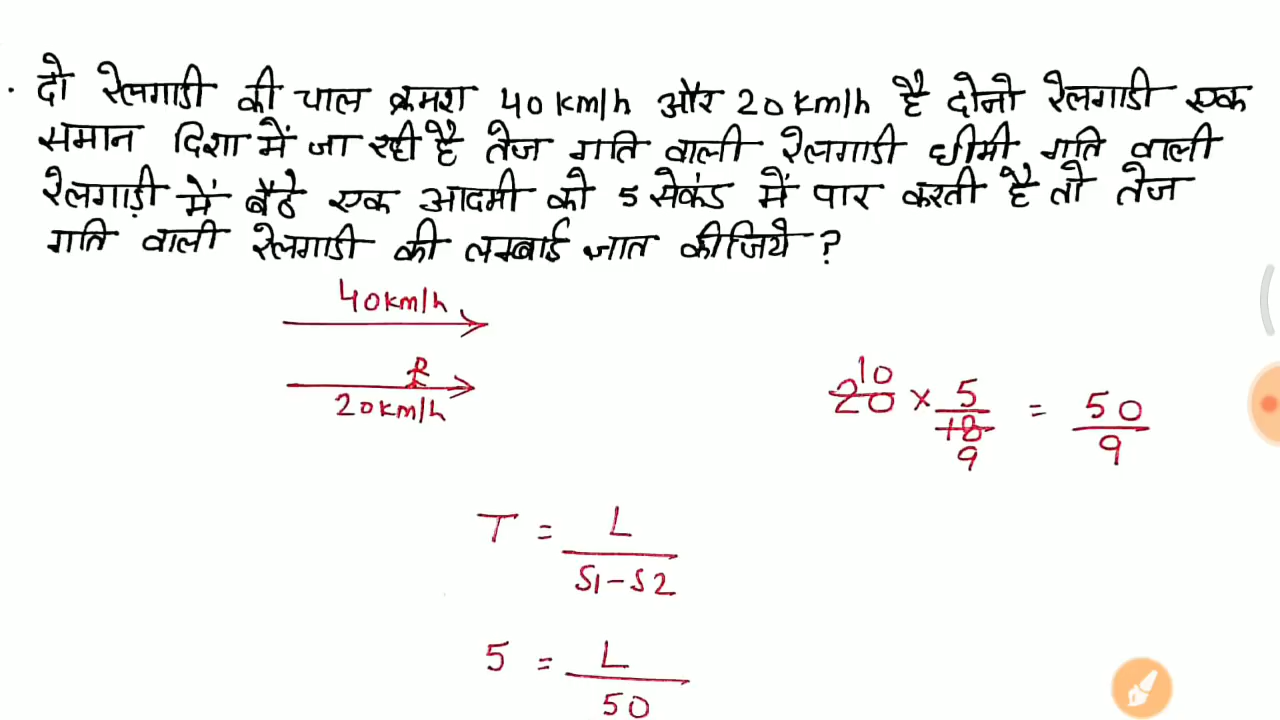 . दो रेलगाडी की चाल क्रमश 40 km/h और 20 km/h है दोनो रेलगाडी एक
समान दिशा में जा रही है तेज गति वाली रेलगाडी धीमी गति वाली
रेलगाड़ी में बैठे एक आदमी को 5 सेकंड में पार करती है तो तेज
गति वाली रेलगाडी की लम्बाई ज्ञात कीजिये ?
40km/h
20km/h
10
20 × 5/18 = 50/9
9
T = L/S1-S2
5 = L/50